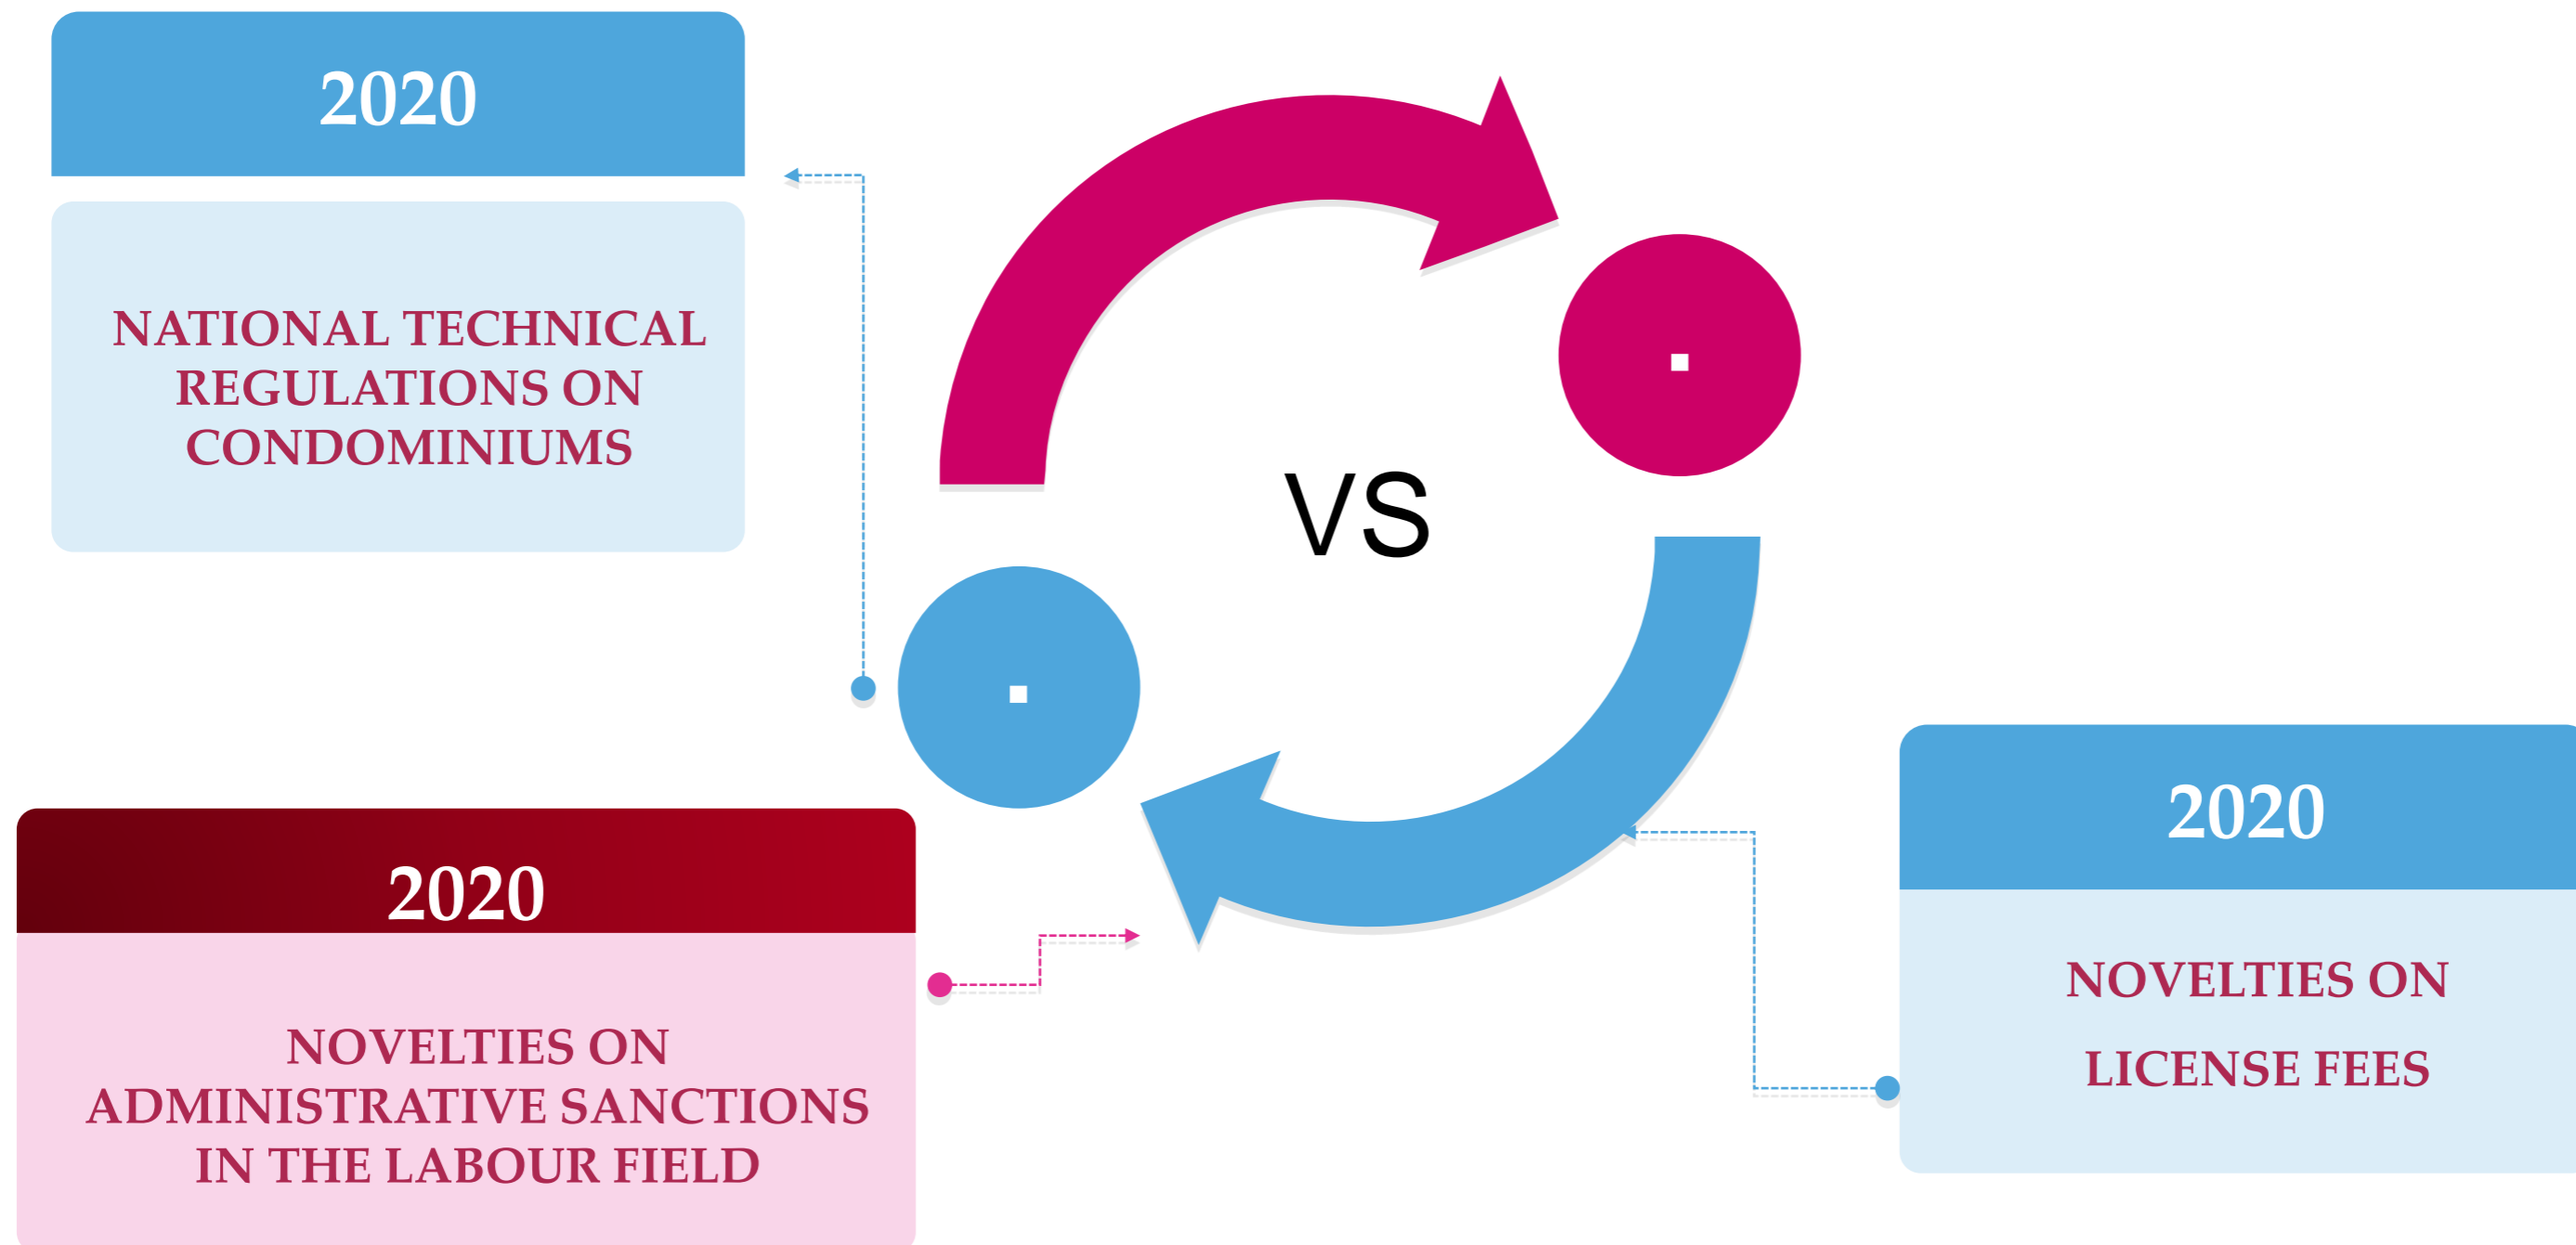 2020
NATIONAL TECHNICAL
REGULATIONS ON
CONDOMINIUMS
VS
.
.
2020
NOVELTIES ON
ADMINISTRATIVE SANCTIONS
IN THE LABOUR FIELD
2020
NOVELTIES ON
LICENSE FEES